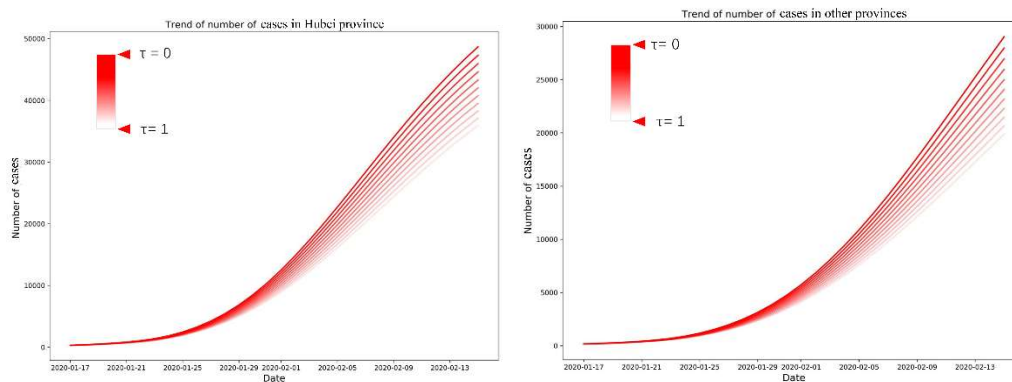 Trend of number of cases in Hubei province
50000
40000
30000
20000
10000
0
Number of cases
τ = 0
τ= 1
2020-01-17 2020-01-21 2020-01-25 2020-01-29 2020-02-01 2020-02-05 2020-02-09 2020-02-13
Date
Trend of number of cases in other provinces
30000
25000
20000
15000
10000
5000
0
Number of cases
τ = 0
τ= 1
2020-01-17 2020-01-21 2020-01-25 2020-01-29 2020-02-01 2020-02-05 2020-02-09 2020-02-13
Date